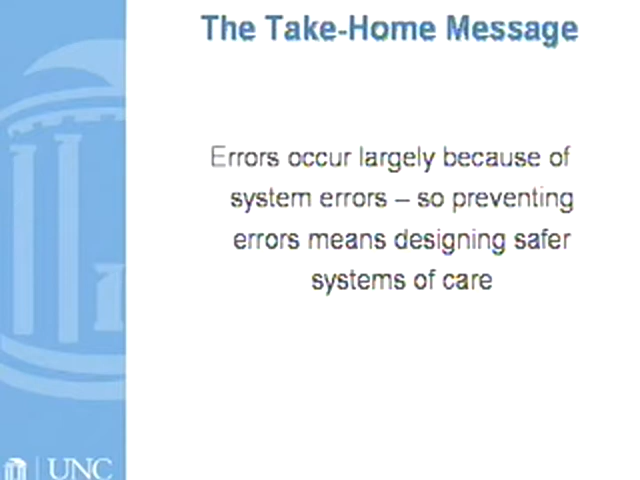 The Take-Home Message
Errors occur largely because of
system errors – so preventing
errors means designing safer
systems of care
UNC